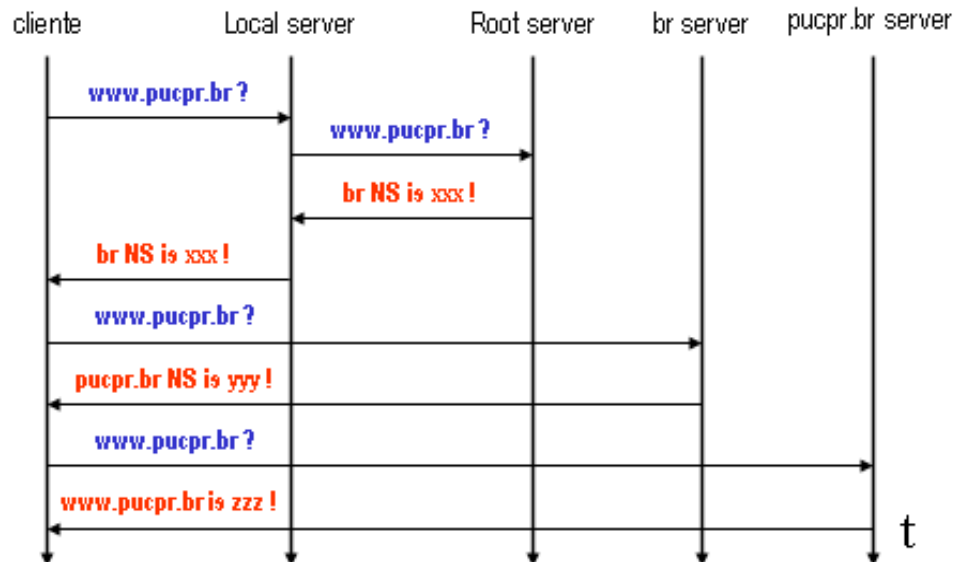 cliente Local server Root server br server pucpr.br server
www.pucpr.br ?
www.pucpr.br ?
br NS is xxx !
br NS is xxx !
www.pucpr.br ?
pucpr.br NS is yyy !
www.pucpr.br ?
www.pucpr.br is zzz !
t